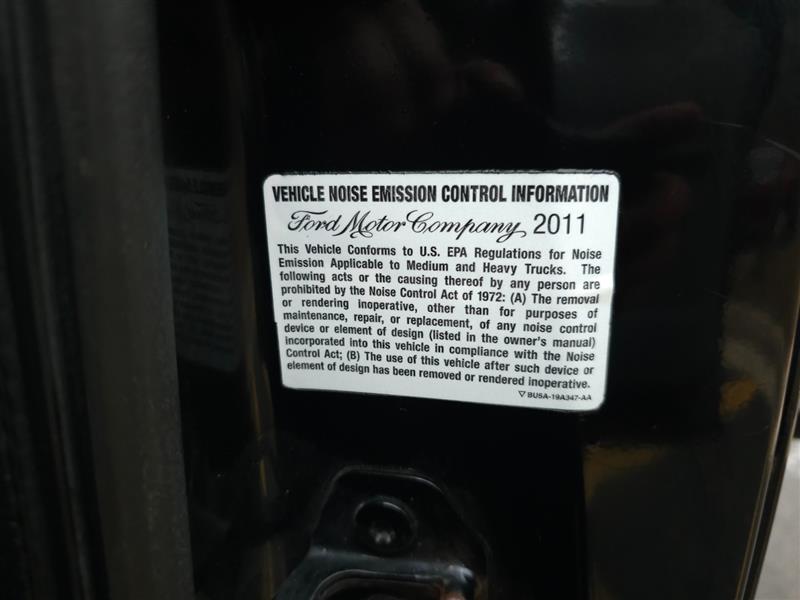 VEHICLE NOISE EMISSION CONTROL INFORMATION
Ford Motor Company 2011
This Vehicle Conforms to U.S. EPA Regulations for Noise
Emission Applicable to Medium and Heavy Trucks. The
following acts or the causing thereof by any person are
prohibited by the Noise Control Act of 1972: (A) The removal
or rendering inoperative, other than for purposes of
maintenance, repair, or replacement, of any noise control
device or element of design (listed in the owner's manual)
incorporated into this vehicle in compliance with the Noise
Control Act; (B) The use of this vehicle after such device or
element of design has been removed or rendered inoperative.
BU5A-19A347-AA